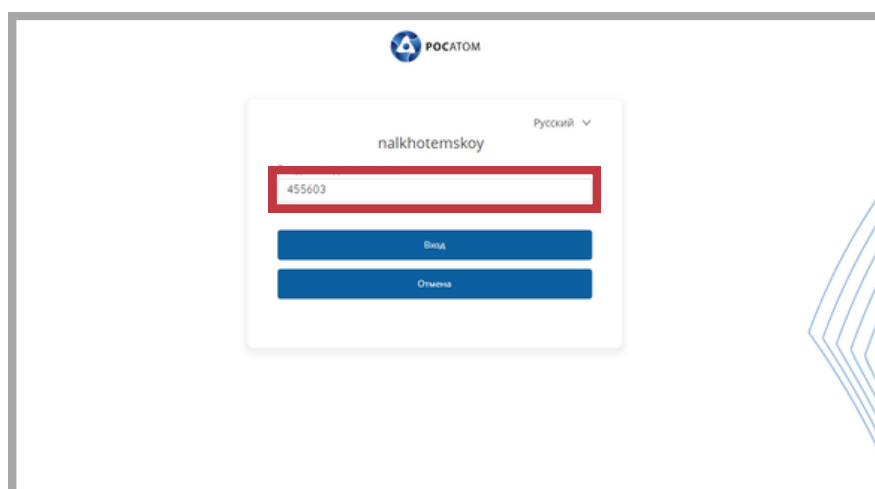 РОСАТОМ
Русский
nalkhotemskoy
455603
Вход
Отмена